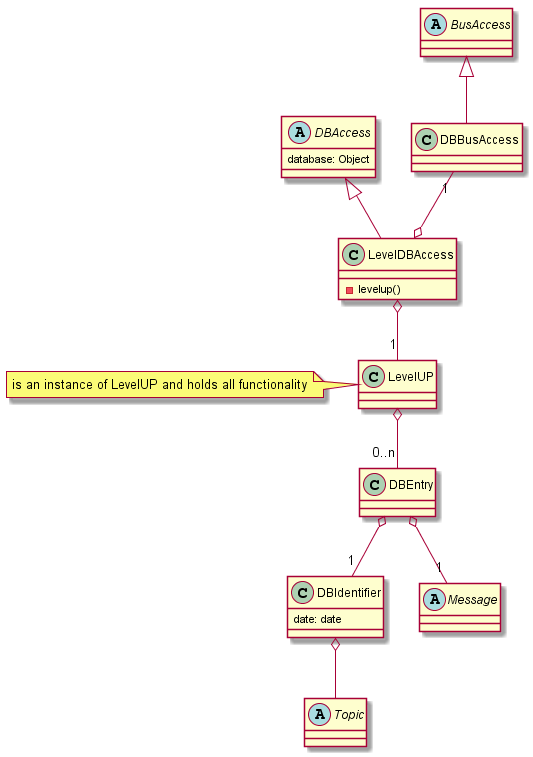 A BusAccess
A DBAccess
database: Object
C DBBusAccess
1
C LevelDBAccess
levelup()
1
is an instance of LevelUP and holds all functionality
C LevelUP
0..n
C DBEntry
1
1
C DBIdentifier
date: date
A Message
A Topic